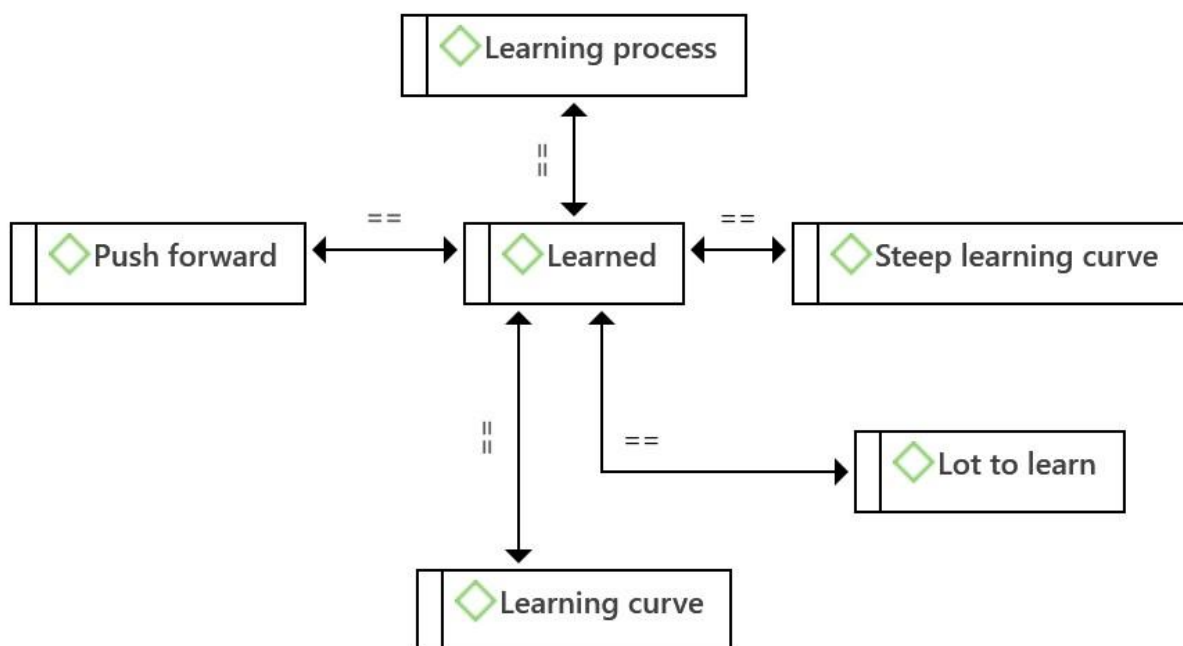 Learning process
==
Push forward
==
Learned
==
Steep learning curve
==
==
Lot to learn
Learning curve